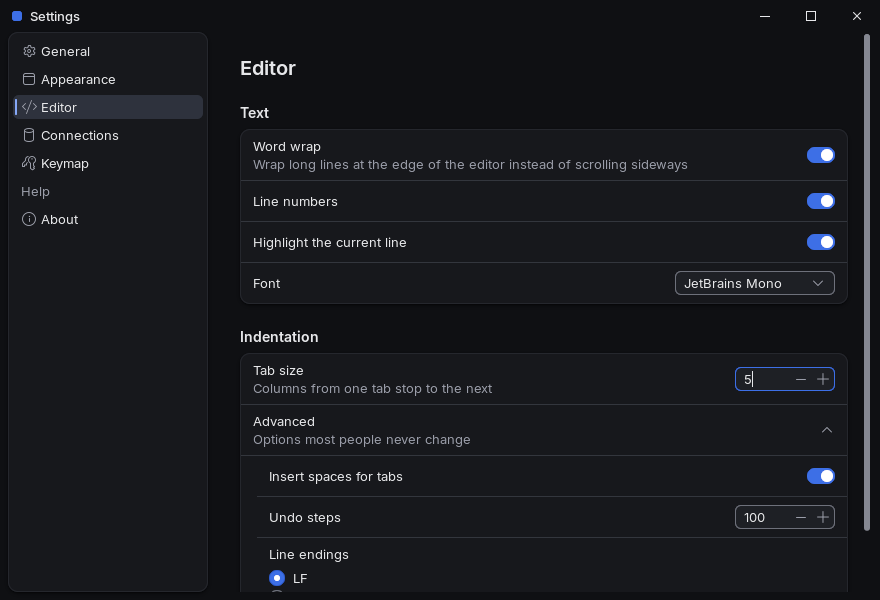 Settings
General
Appearance
Editor
Connections
Keymap
Help
About
Editor
Text
Word wrap
Wrap long lines at the edge of the editor instead of scrolling sideways
Line numbers
Highlight the current line
Font
JetBrains Mono
Indentation
Tab size
Columns from one tab stop to the next
5
Advanced
Options most people never change
Insert spaces for tabs
Undo steps
100
Line endings
LF